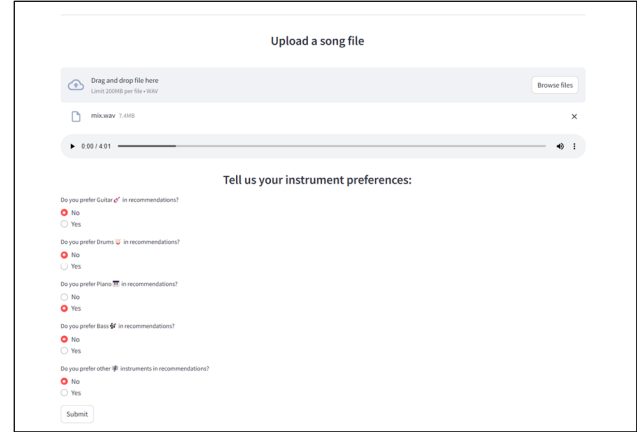 Upload a song file
Drag and drop file here
Limit 200MB per file • WAV
Browse files
mix.wav 7.4MB
0:00 / 4:01
Tell us your instrument preferences:
Do you prefer Guitar 🎸 in recommendations?
No
Yes
Do you prefer Drums 🥁 in recommendations?
No
Yes
Do you prefer Piano 🎹 in recommendations?
No
Yes
Do you prefer Bass 🎻 in recommendations?
No
Yes
Do you prefer other 🪗 instruments in recommendations?
No
Yes
Submit